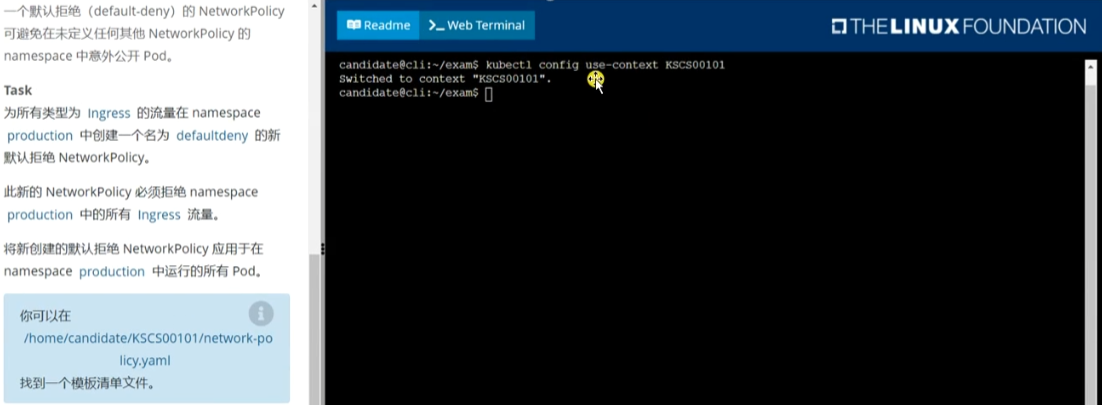 一个默认拒绝（default-deny）的 NetworkPolicy
可避免在未定义任何其他 NetworkPolicy 的
namespace 中意外公开 Pod。
Task
为所有类型为 Ingress 的流量在 namespace
production 中创建一个名为 defaultdeny 的新
默认拒绝 NetworkPolicy。
此新的 NetworkPolicy 必须拒绝 namespace
production 中的所有 Ingress 流量。
将新创建的默认拒绝 NetworkPolicy 应用于在
namespace production 中运行的所有 Pod。
你可以在
/home/candidate/KSCS00101/network-po
licy.yaml
找到一个模板清单文件。
Readme
Web Terminal
THE LINUX FOUNDATION
candidate@cli:~/exam$ kubectl config use-context KSCS00101
Switched to context "KSCS00101".
candidate@cli:~/exam$